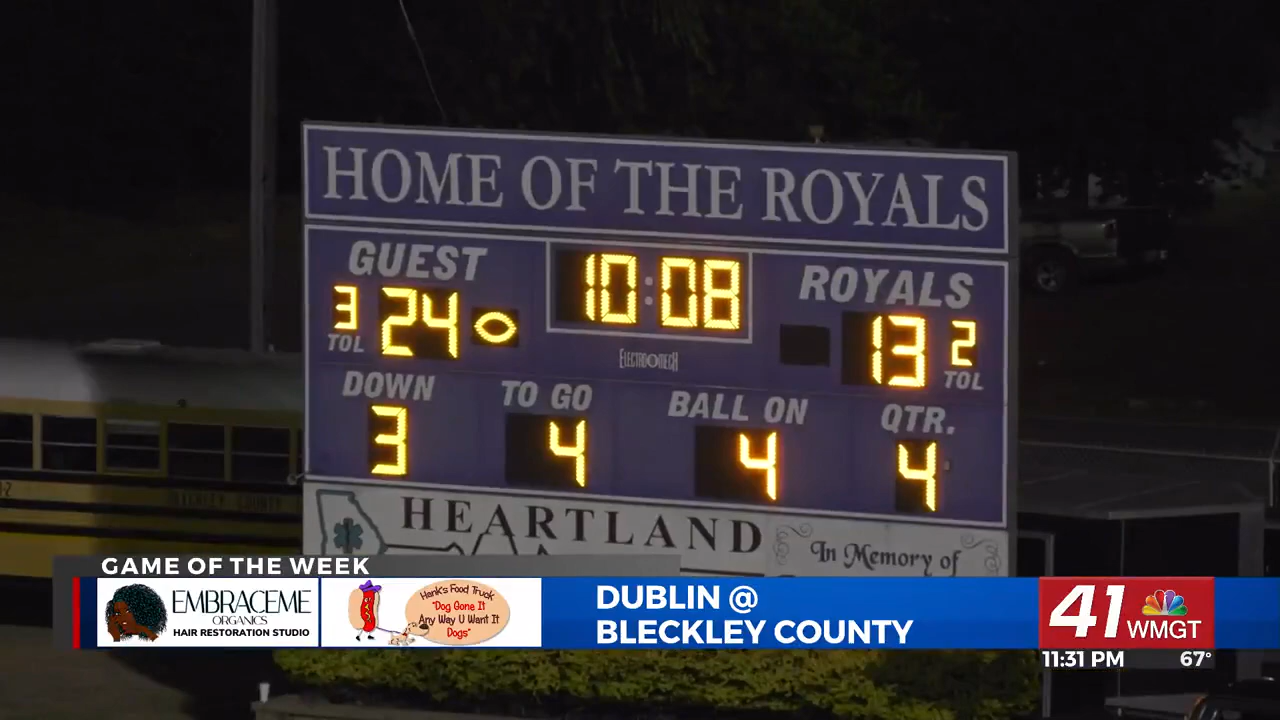 HOME OF THE ROYALS
GUEST
10:08
ROYALS
3 24
13 2
TOL
ELECTRO-MECH
TOL
DOWN
TO GO
BALL ON
QTR.
3
4
4
4
HEARTLAND
In Memory of
GAME OF THE WEEK
EMBRACEME
ORGANICS
HAIR RESTORATION STUDIO
Hank's Food Truck
"Dog Gone It
Any Way U Want It
Dogs"
DUBLIN @
BLECKLEY COUNTY
41
WMGT
11:31 PM 67°